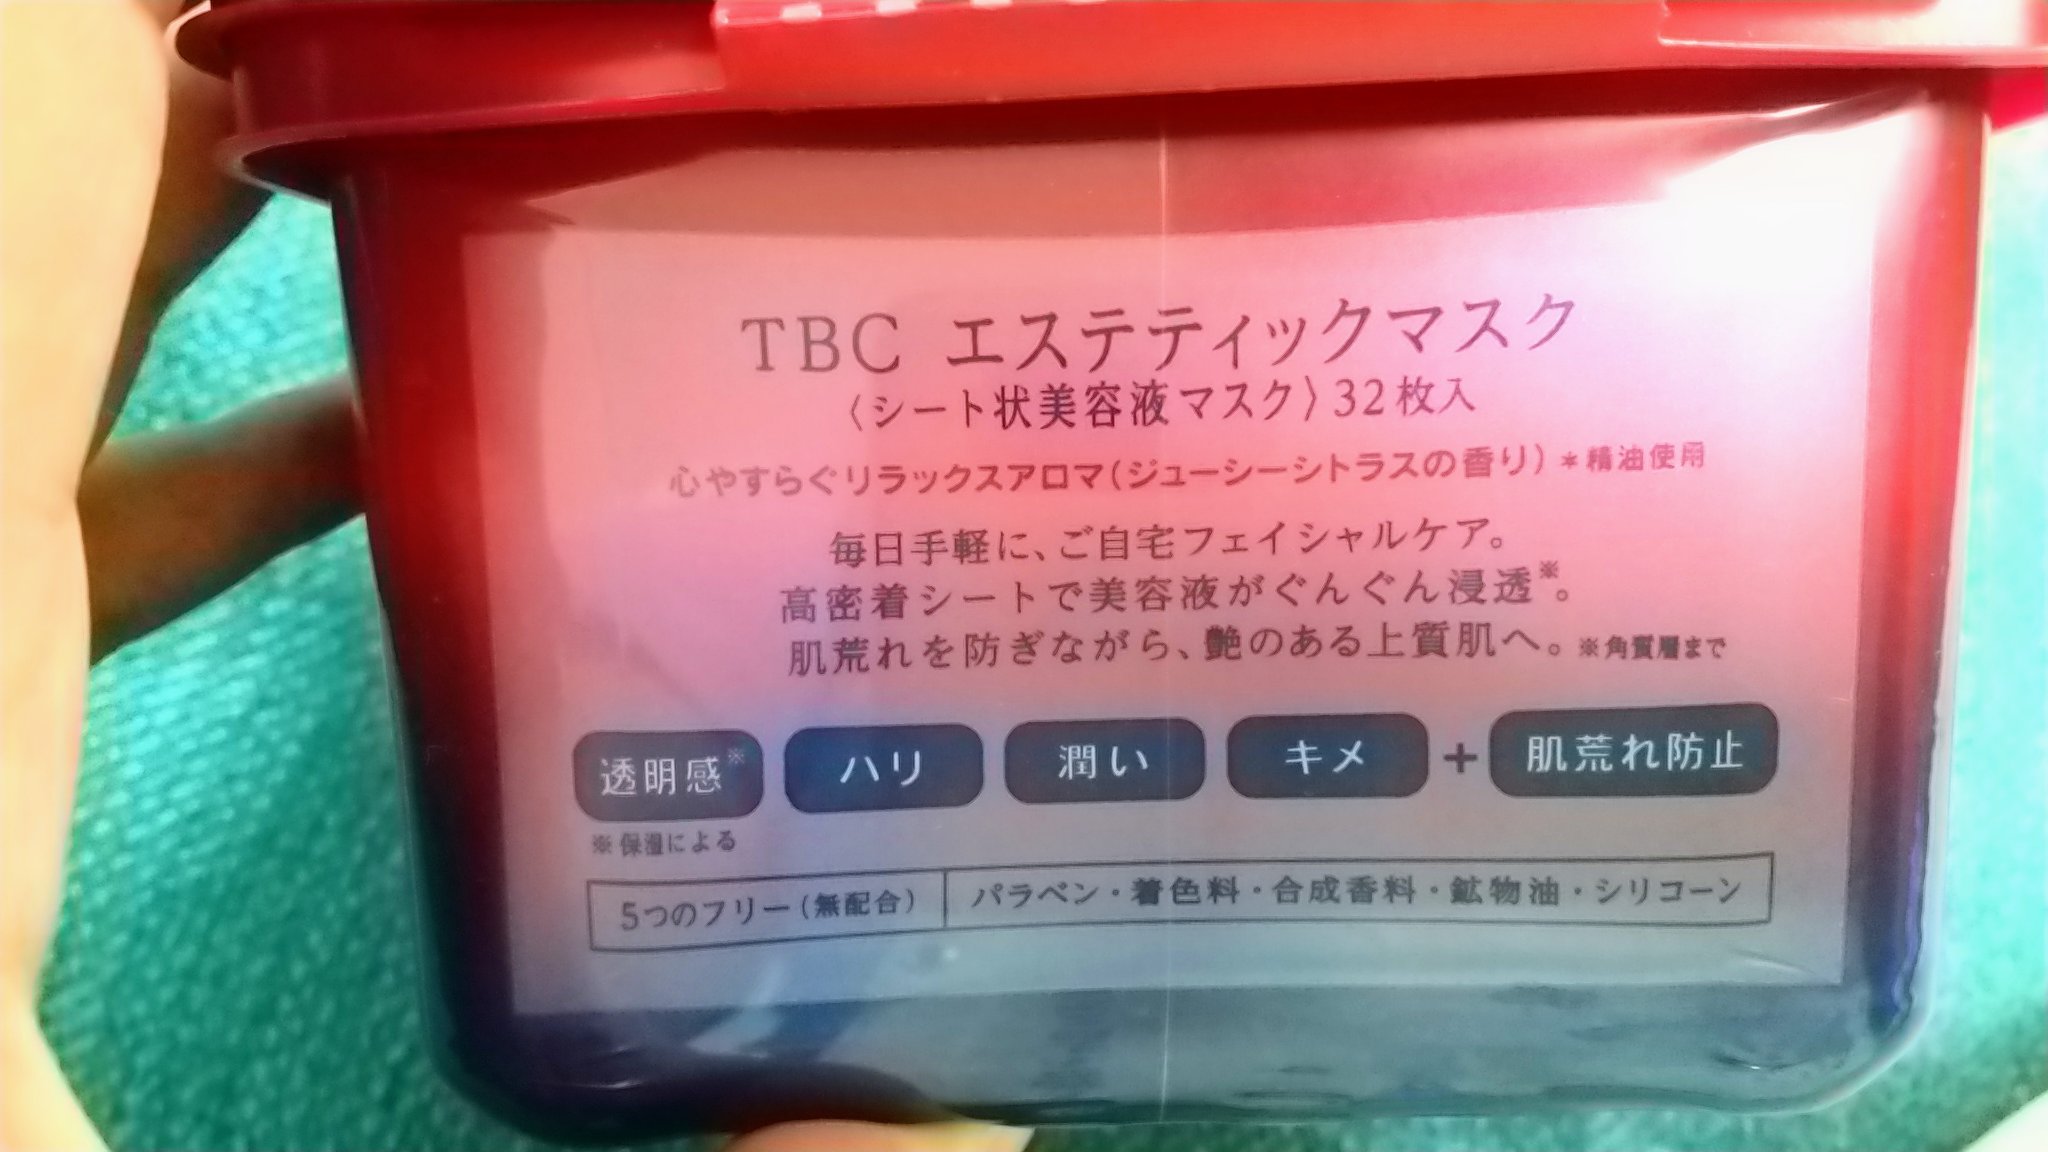 TBC エステティックマスク
〈シート状美容液マスク〉32枚入
心やすらぐリラックスアロマ(ジューシーシトラスの香り)＊精油使用
毎日手軽に、ご自宅フェイシャルケア。
高密着シートで美容液がぐんぐん浸透※。
肌荒れを防ぎながら、艶のある上質肌へ。※角質層まで
透明感※ ハリ 潤い キメ + 肌荒れ防止
※保湿による
5つのフリー(無配合) パラベン・着色料・合成香料・鉱物油・シリコーン